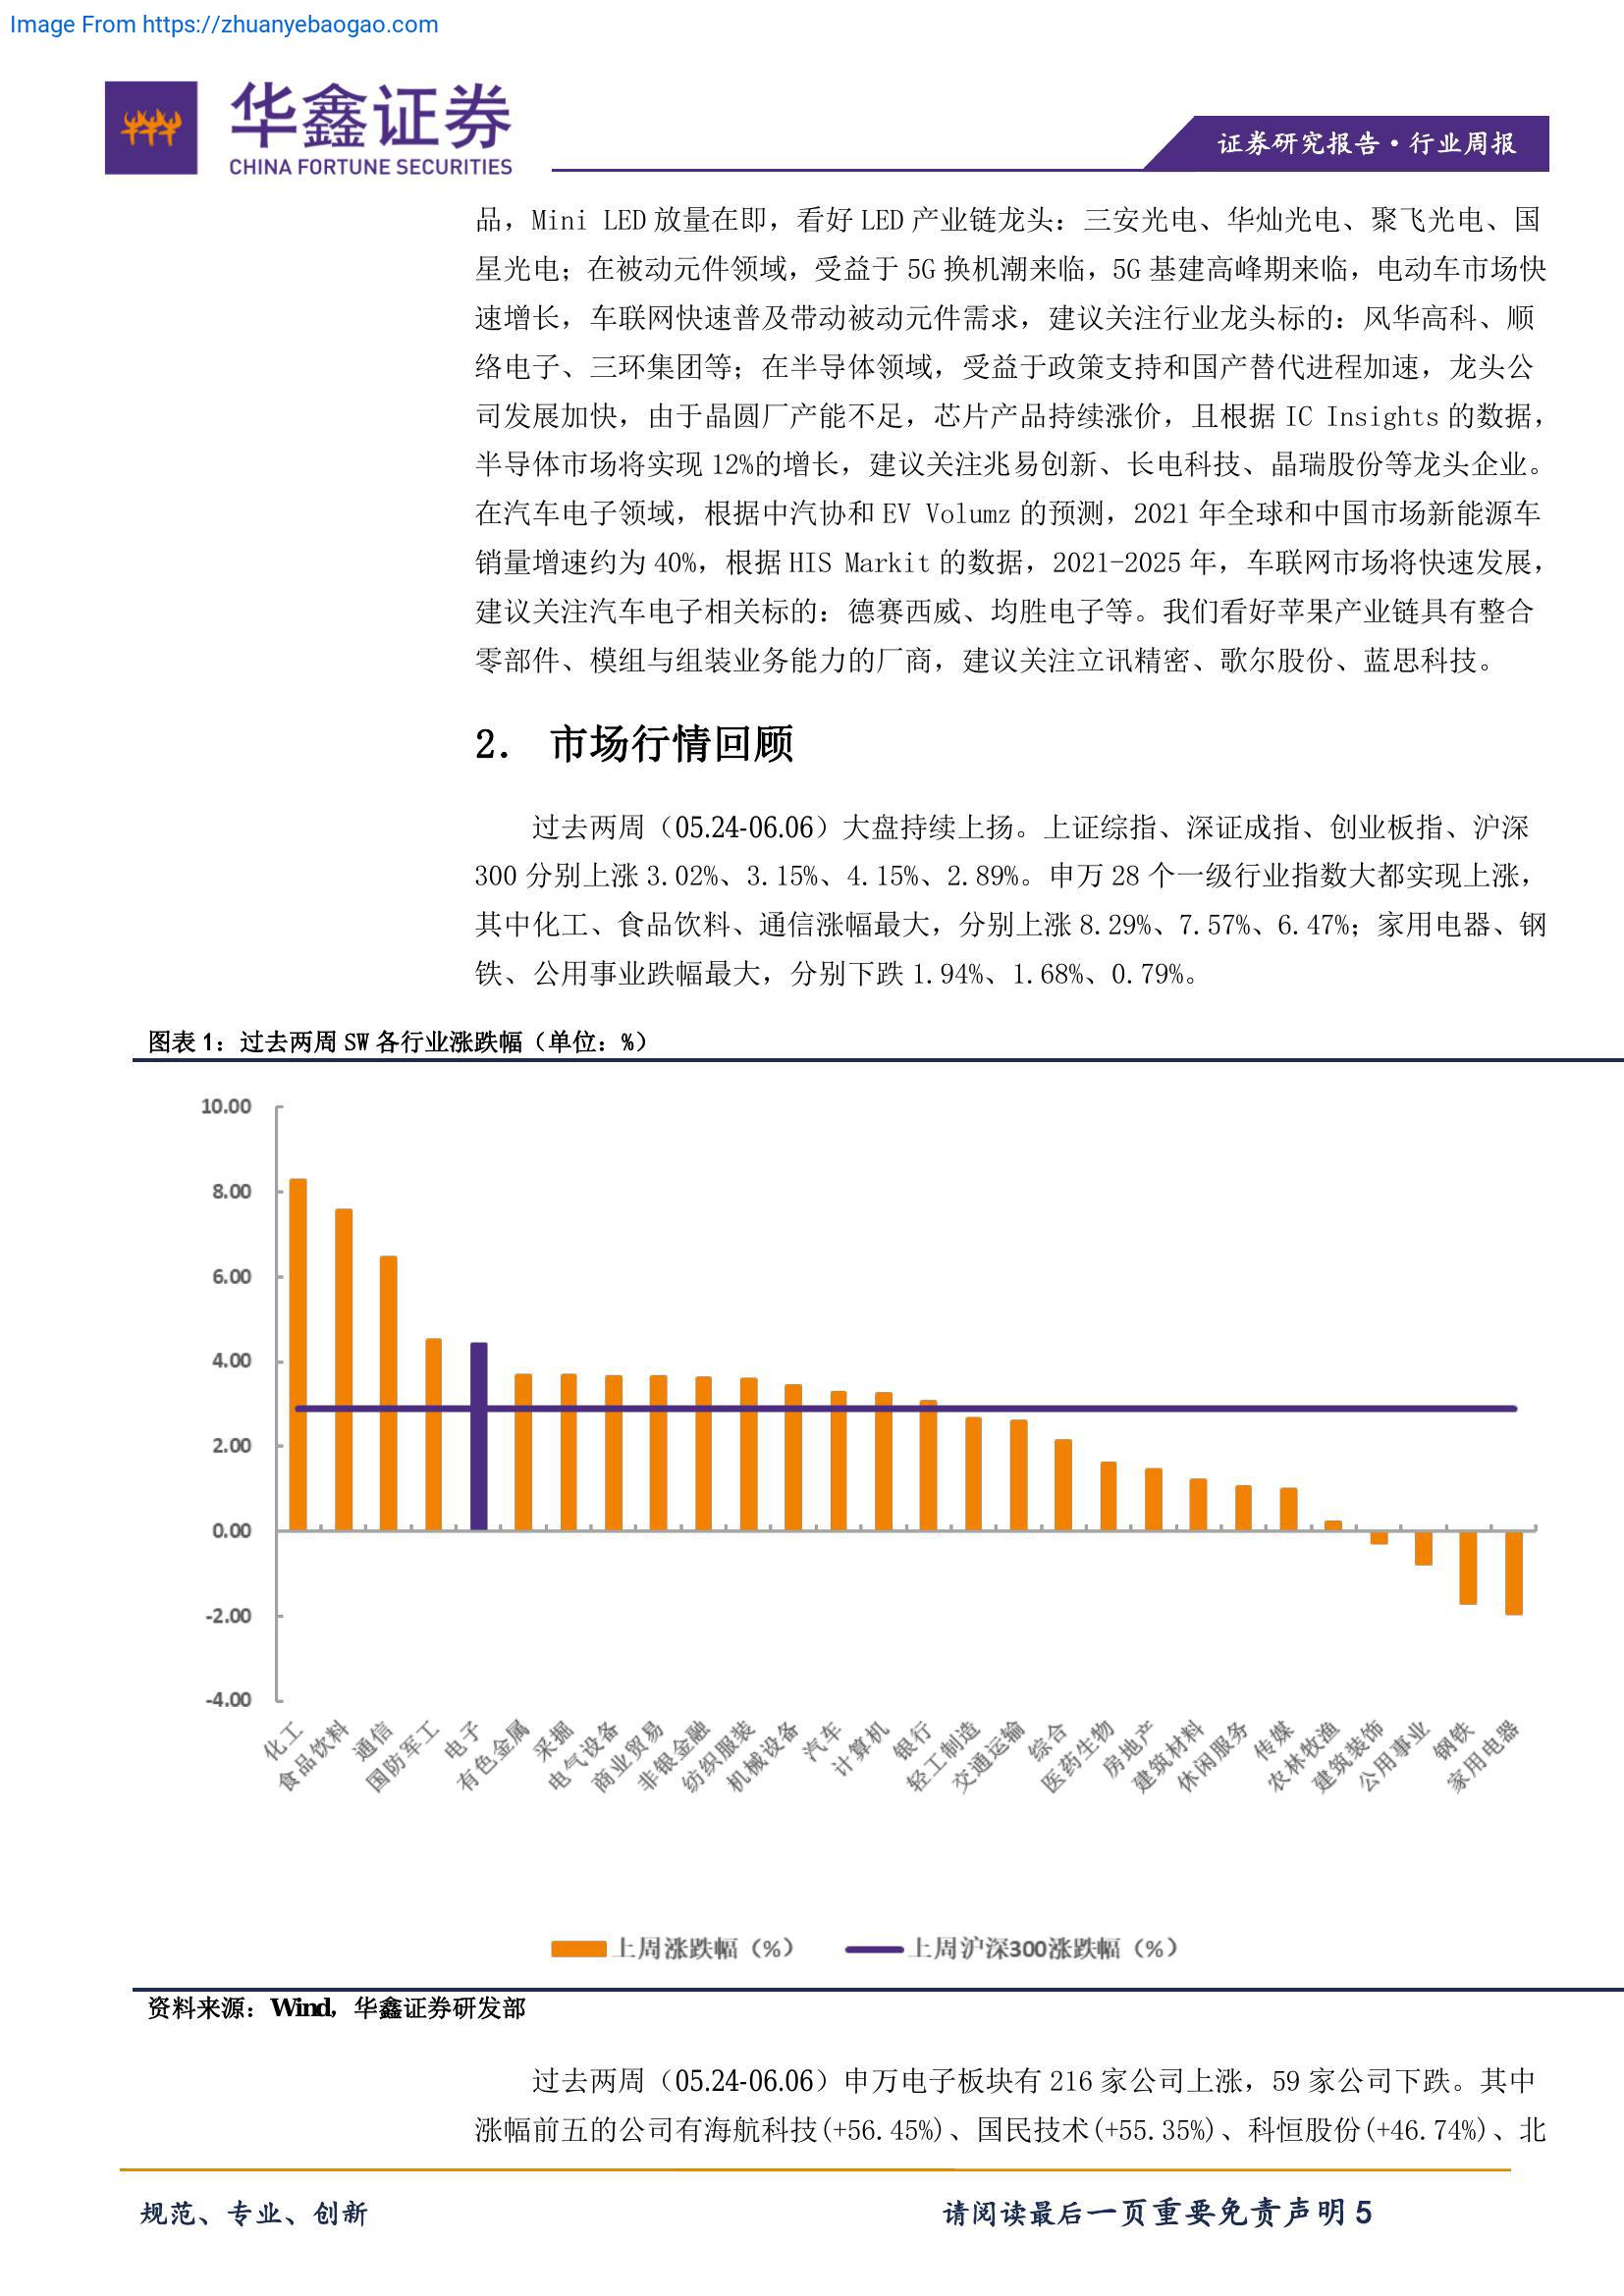 Image From https://zhuanyebaogao.com
华鑫证券
CHINA FORTUNE SECURITIES
证券研究报告·行业周报
品，Mini LED 放量在即，看好 LED 产业链龙头：三安光电、华灿光电、聚飞光电、国
星光电；在被动元件领域，受益于 5G 换机潮来临，5G 基建高峰期来临，电动车市场快
速增长，车联网快速普及带动被动元件需求，建议关注行业龙头标的：风华高科、顺
络电子、三环集团等；在半导体领域，受益于政策支持和国产替代进程加速，龙头公
司发展加快，由于晶圆厂产能不足，芯片产品持续涨价，且根据 IC Insights 的数据，
半导体市场将实现 12%的增长，建议关注兆易创新、长电科技、晶瑞股份等龙头企业。
在汽车电子领域，根据中汽协和 EV Volumz 的预测，2021 年全球和中国市场新能源车
销量增速约为 40%，根据 HIS Markit 的数据，2021-2025 年，车联网市场将快速发展，
建议关注汽车电子相关标的：德赛西威、均胜电子等。我们看好苹果产业链具有整合
零部件、模组与组装业务能力的厂商，建议关注立讯精密、歌尔股份、蓝思科技。
2. 市场行情回顾
过去两周（05.24-06.06）大盘持续上扬。上证综指、深证成指、创业板指、沪深
300 分别上涨 3.02%、3.15%、4.15%、2.89%。申万 28 个一级行业指数大都实现上涨，
其中化工、食品饮料、通信涨幅最大，分别上涨 8.29%、7.57%、6.47%；家用电器、钢
铁、公用事业跌幅最大，分别下跌 1.94%、1.68%、0.79%。
图表 1：过去两周 SW 各行业涨跌幅（单位：%）
10.00
8.00
6.00
4.00
2.00
0.00
-2.00
-4.00
化工
食品饮料
通信
国防军工
电子
有色金属
采掘
电气设备
商业贸易
非银金融
纺织服装
机械设备
汽车
计算机
银行
轻工制造
交通运输
综合
医药生物
房地产
建筑材料
休闲服务
传媒
农林牧渔
建筑装饰
公用事业
钢铁
家用电器
上周涨跌幅（%） 上周沪深300涨跌幅（%）
资料来源：Wind，华鑫证券研发部
过去两周（05.24-06.06）申万电子板块有 216 家公司上涨，59 家公司下跌。其中
涨幅前五的公司有海航科技(+56.45%)、国民技术(+55.35%)、科恒股份(+46.74%)、北
规范、专业、创新
请阅读最后一页重要免责声明 5